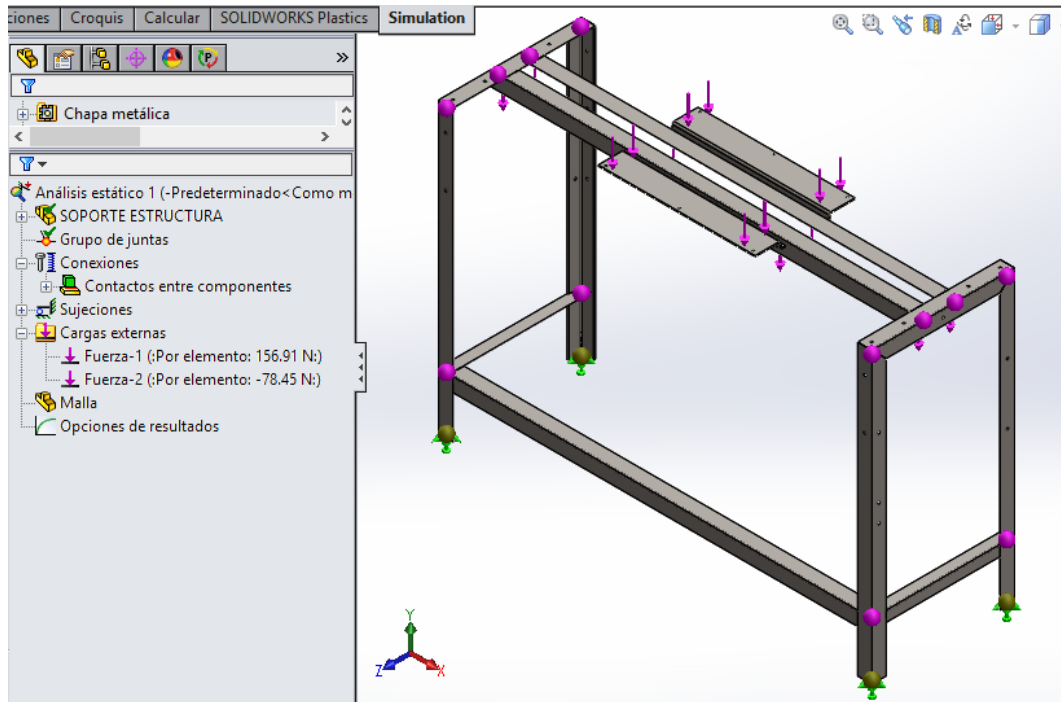 ciones Croquis Calcular SOLIDWORKS Plastics Simulation
Chapa metálica
Análisis estático 1 (-Predeterminado<Como m
SOPORTE ESTRUCTURA
Grupo de juntas
Conexiones
Contactos entre componentes
Sujeciones
Cargas externas
Fuerza-1 (:Por elemento: 156.91 N:)
Fuerza-2 (:Por elemento: -78.45 N:)
Malla
Opciones de resultados
Y
Z
X